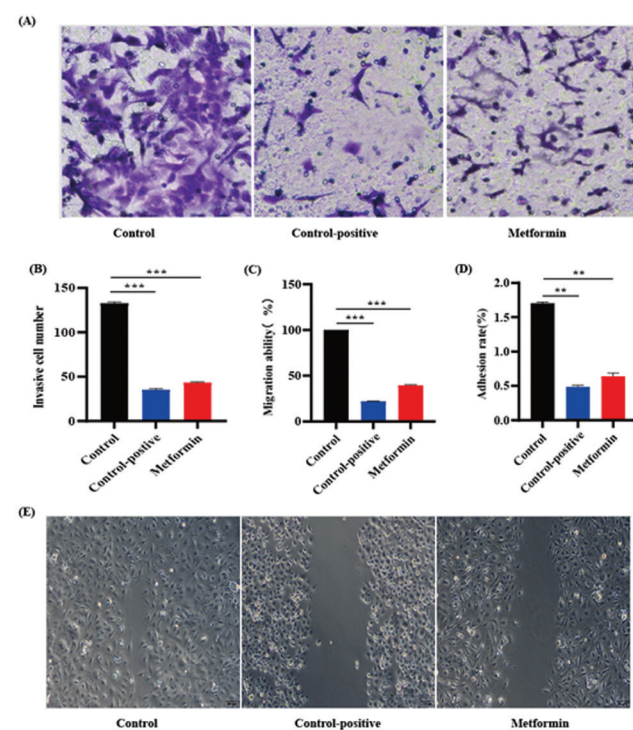 (A)
Control Control-positive Metformin
(B)
Invasive cell number
150
100
50
0
***
***
Control
Control-postive
Metformin
(C)
Migration ability( %)
150
100
50
0
***
***
Control
Control-positive
Metformin
(D)
Adhesion rate(%)
2.0
1.5
1.0
0.5
0.0
**
**
Control
Control-positive
Metformin
(E)
Control Control-positive Metformin